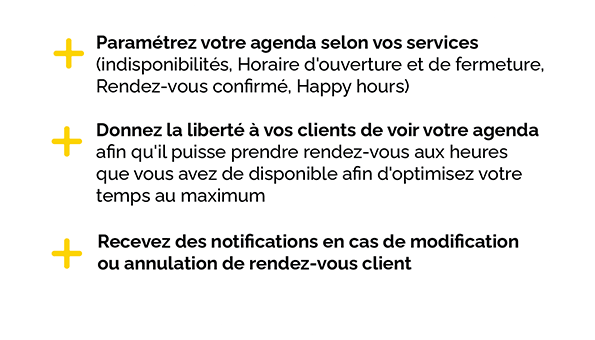 Paramétrez votre agenda selon vos services
(indisponibilités, Horaire d'ouverture et de fermeture,
Rendez-vous confirmé, Happy hours)
Donnez la liberté à vos clients de voir votre agenda
afin qu'il puisse prendre rendez-vous aux heures
que vous avez de disponible afin d'optimisez votre
temps au maximum
Recevez des notifications en cas de modification
ou annulation de rendez-vous client